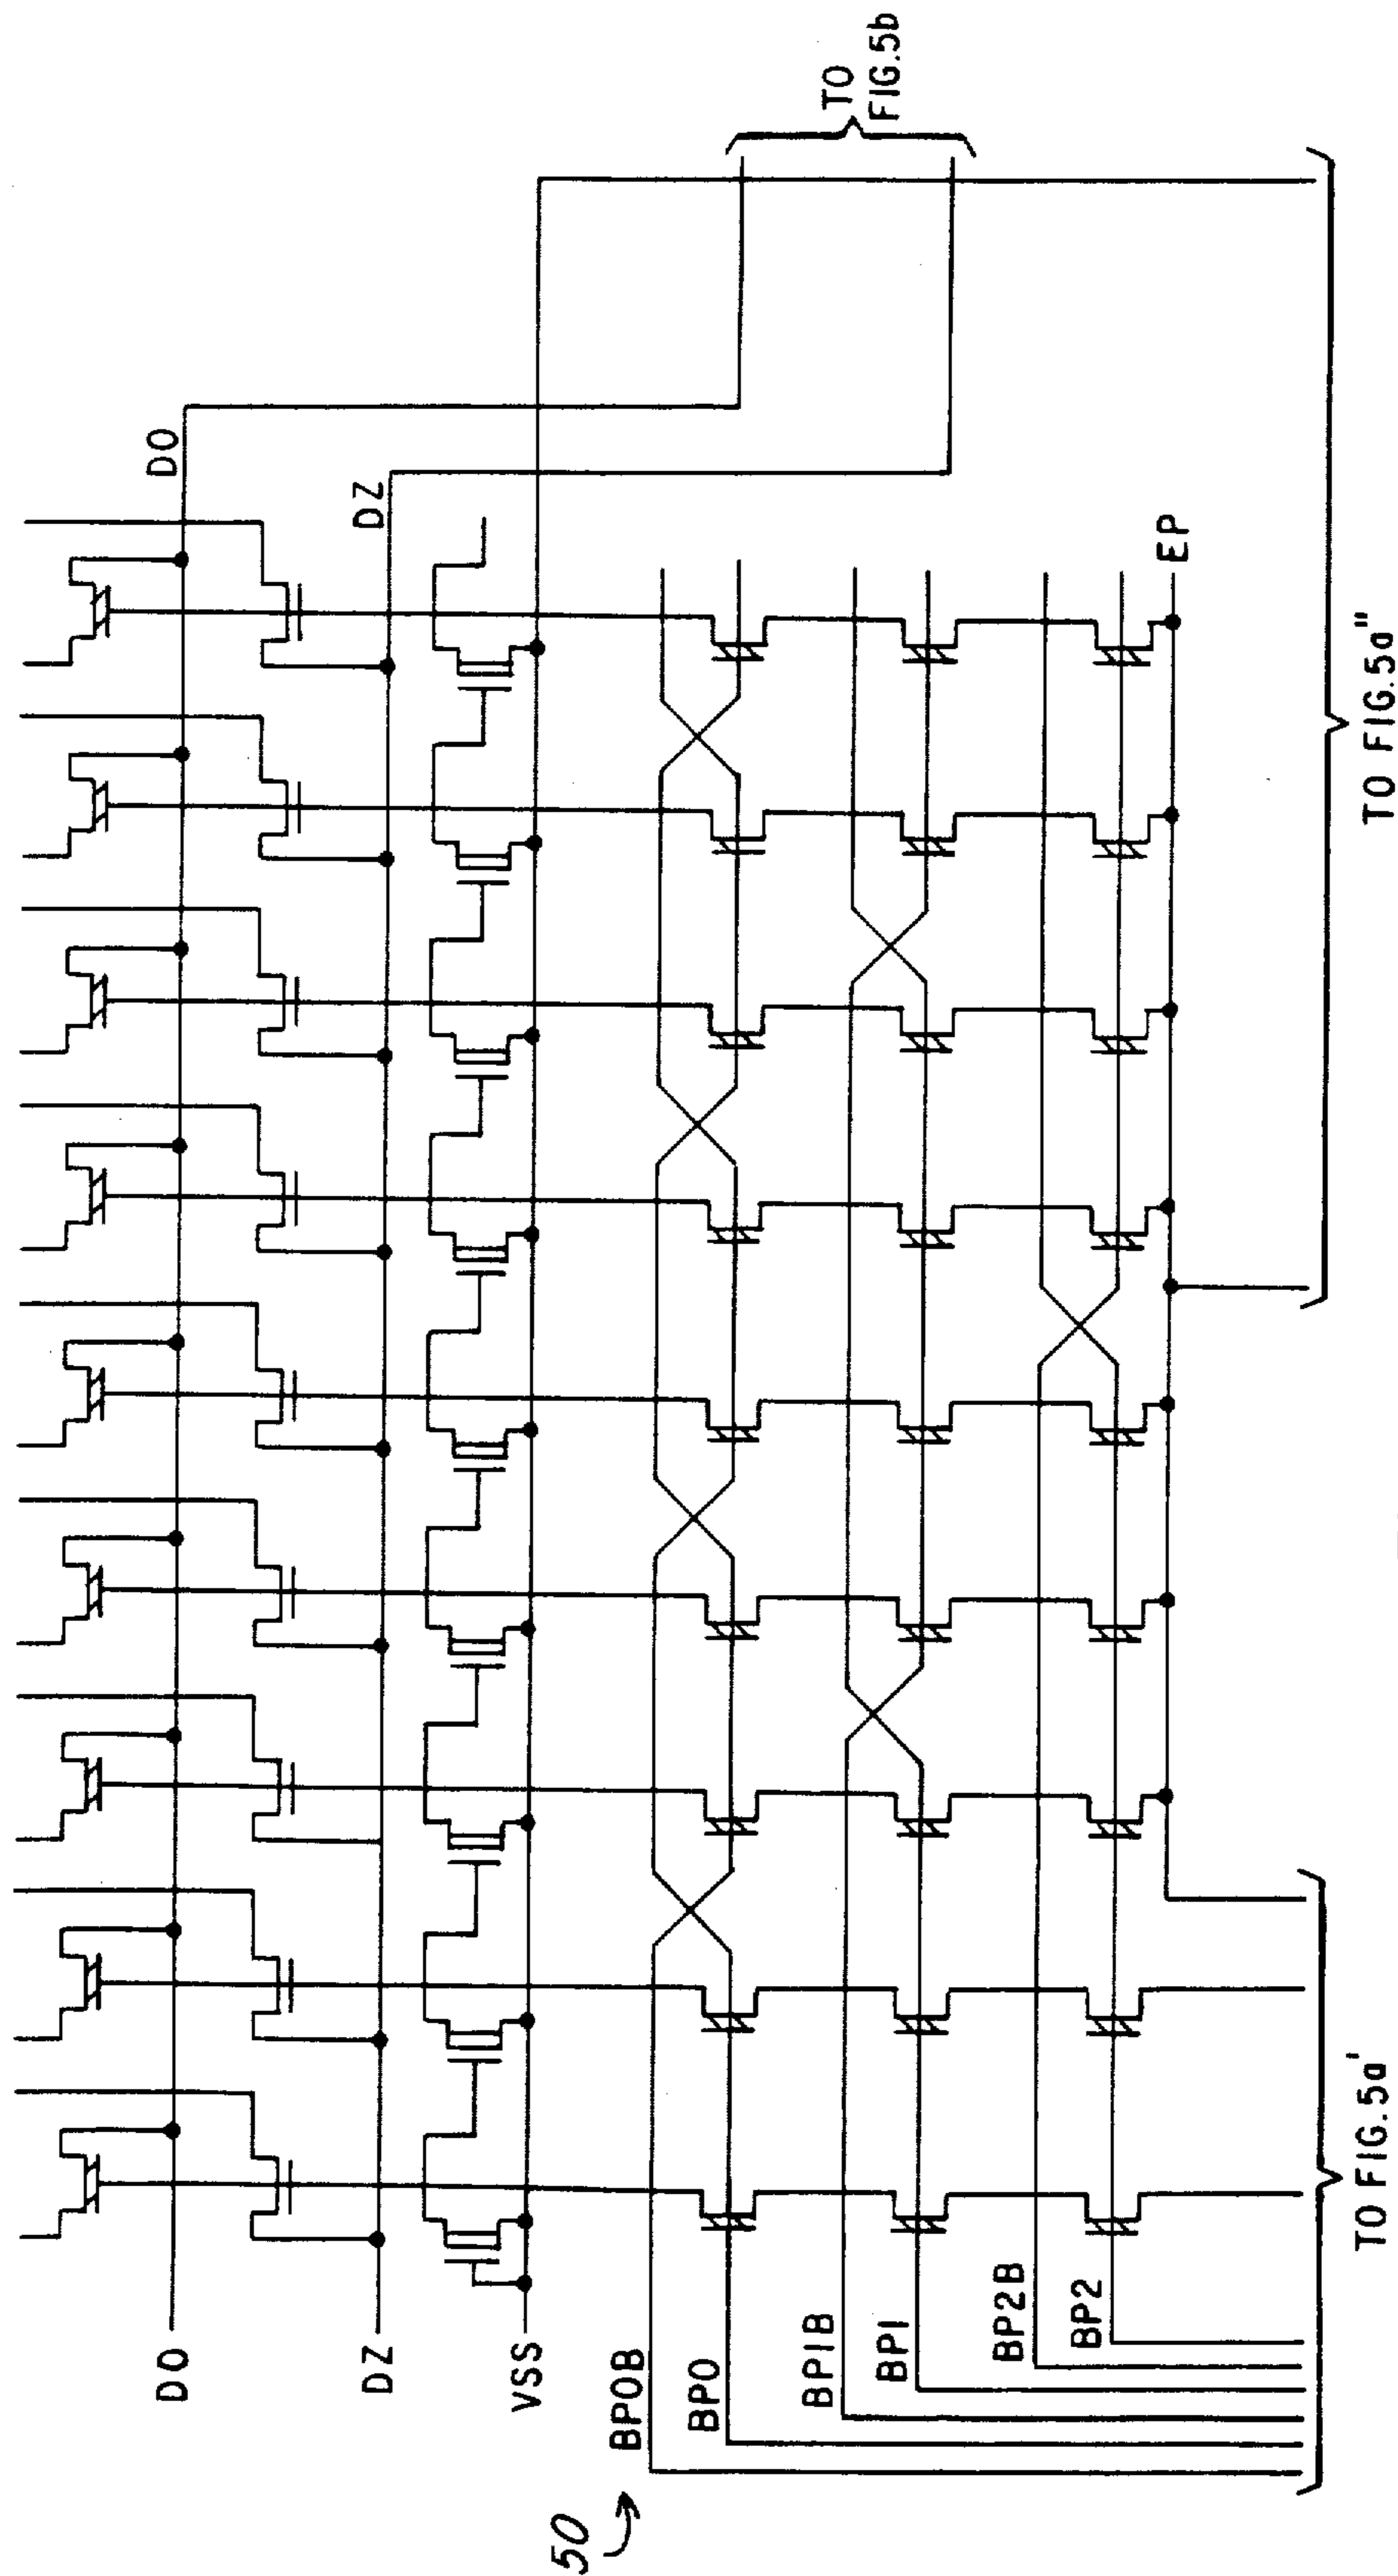 DO
DZ
TO
FIG.5b
DO
DZ
VSS
BP0B
BP0
BP1B
BP1
BP2B
BP2
EP
50
TO FIG.5a'
TO FIG.5a"